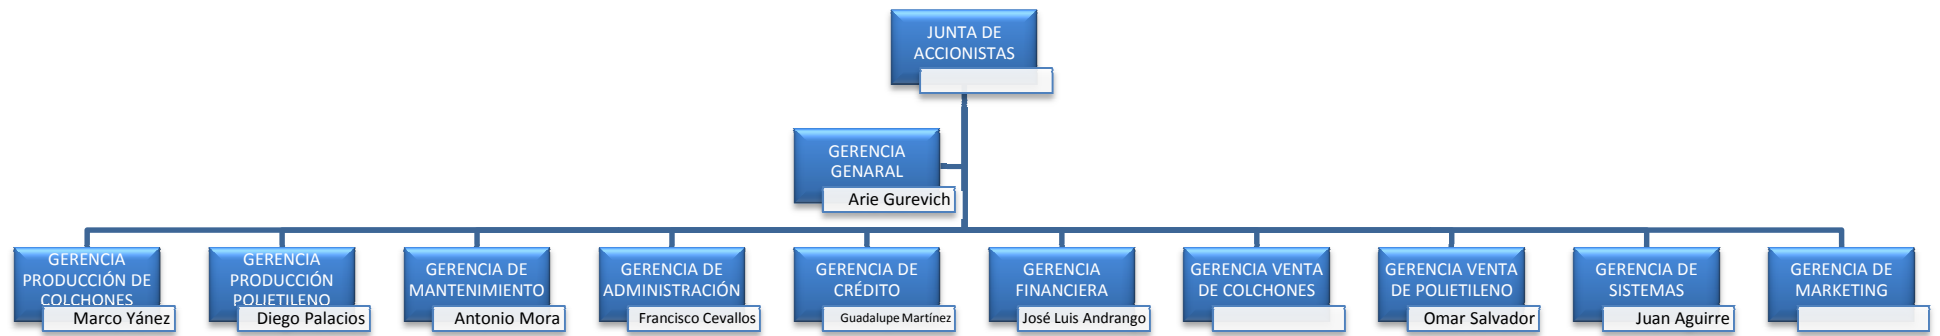 JUNTA DE
ACCIONISTAS
GERENCIA
GENARAL
Arie Gurevich
GERENCIA
PRODUCCIÓN DE
COLCHONES
Marco Yánez
GERENCIA
PRODUCCIÓN
POLIETILENO
Diego Palacios
GERENCIA DE
MANTENIMIENTO
Antonio Mora
GERENCIA DE
ADMINISTRACIÓN
Francisco Cevallos
GERENCIA DE
CRÉDITO
Guadalupe Martínez
GERENCIA
FINANCIERA
José Luis Andrango
GERENCIA VENTA
DE COLCHONES
GERENCIA VENTA
DE POLIETILENO
Omar Salvador
GERENCIA DE
SISTEMAS
Juan Aguirre
GERENCIA DE
MARKETING